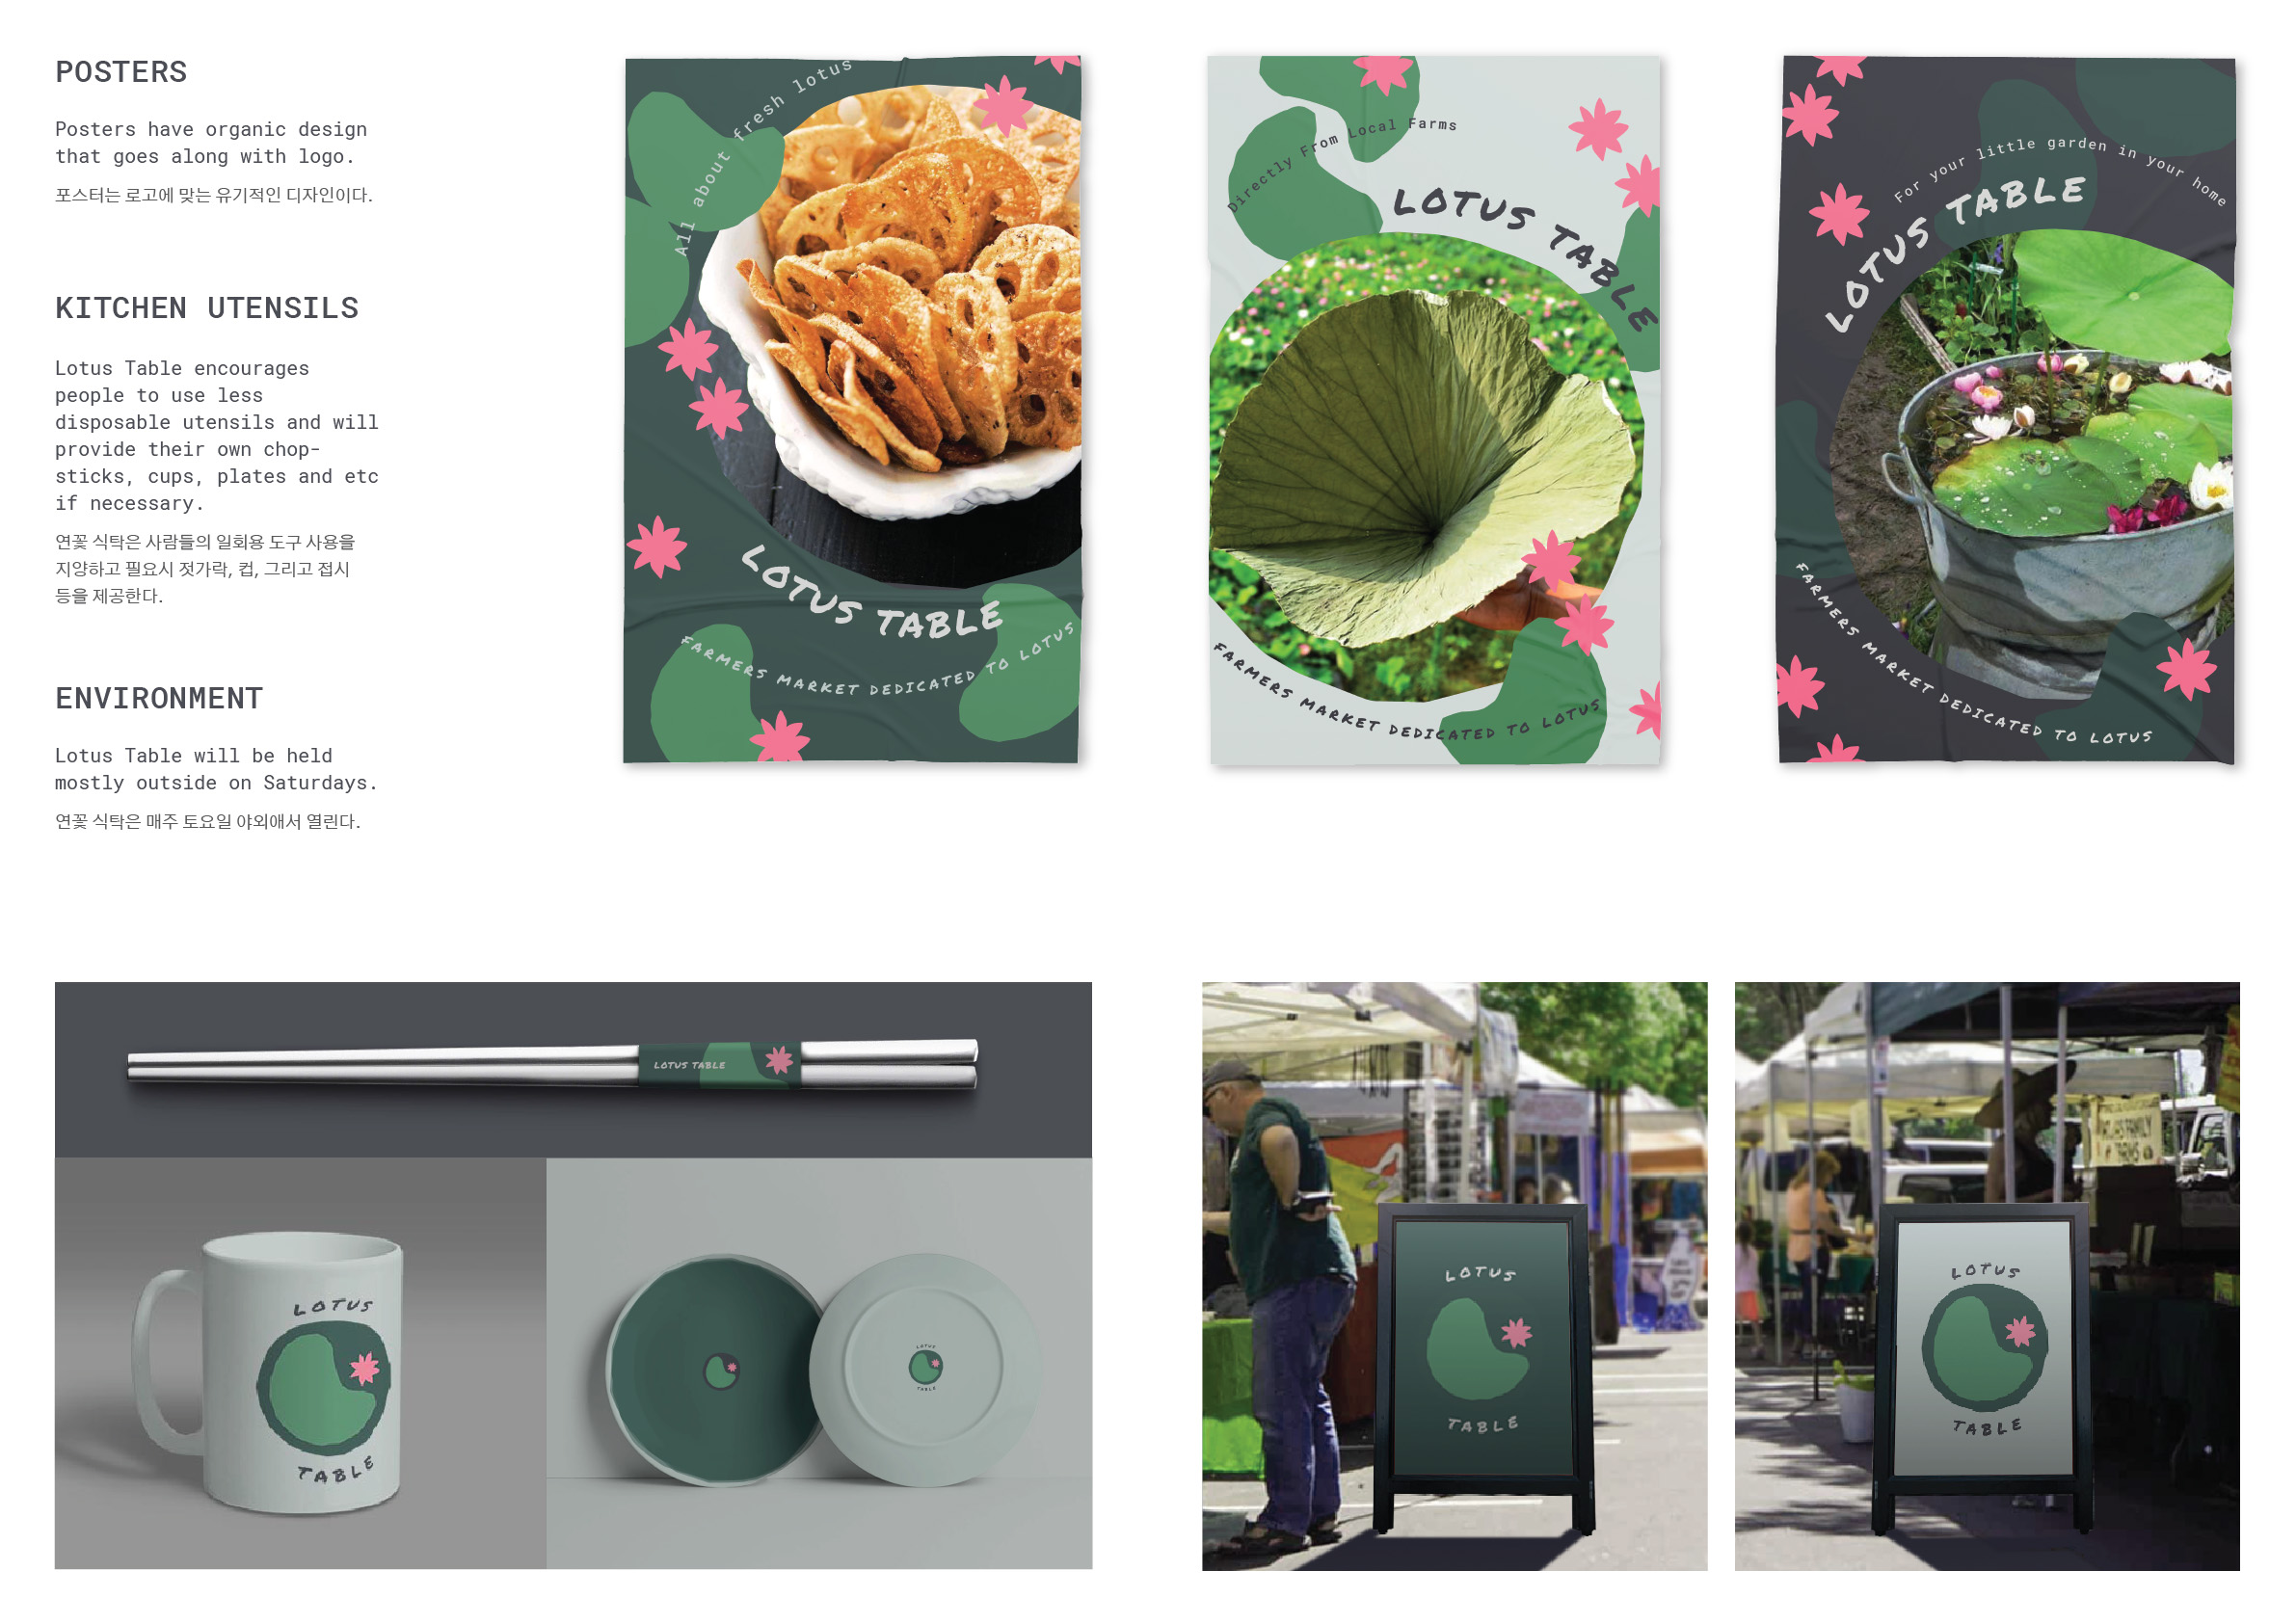 POSTERS
Posters have organic design
that goes along with logo.
포스터는 로고에 맞는 유기적인 디자인이다.
KITCHEN UTENSILS
Lotus Table encourages
people to use less
disposable utensils and will
provide their own chop-
sticks, cups, plates and etc
if necessary.
연꽃 식탁은 사람들의 일회용 도구 사용을
지양하고 필요시 젓가락, 컵, 그리고 접시
등을 제공한다.
ENVIRONMENT
Lotus Table will be held
mostly outside on Saturdays.
연꽃 식탁은 매주 토요일 야외애서 열린다.
All about fresh lotus
LOTUS TABLE
FARMERS MARKET DEDICATED TO LOTUS
Directly From Local Farms
LOTUS TABLE
FARMERS MARKET DEDICATED TO LOTUS
For your little garden in your home
LOTUS TABLE
FARMERS MARKET DEDICATED TO LOTUS
LOTUS TABLE
LOTUS
TABLE
LOTUS
TABLE
LOTUS
TABLE
LOTUS
TABLE
FAMILY
FARMS